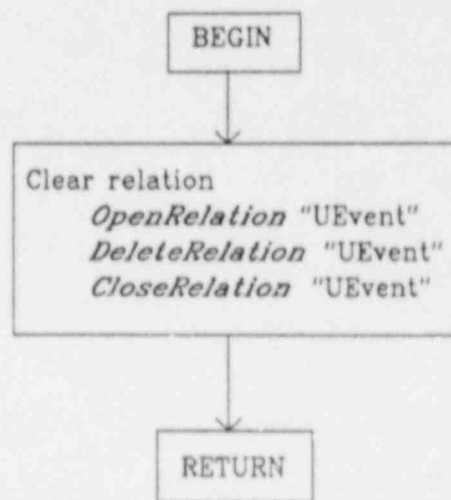 BEGIN
Clear relation
OpenRelation "UEvent"
DeleteRelation "UEvent"
CloseRelation "UEvent"
RETURN